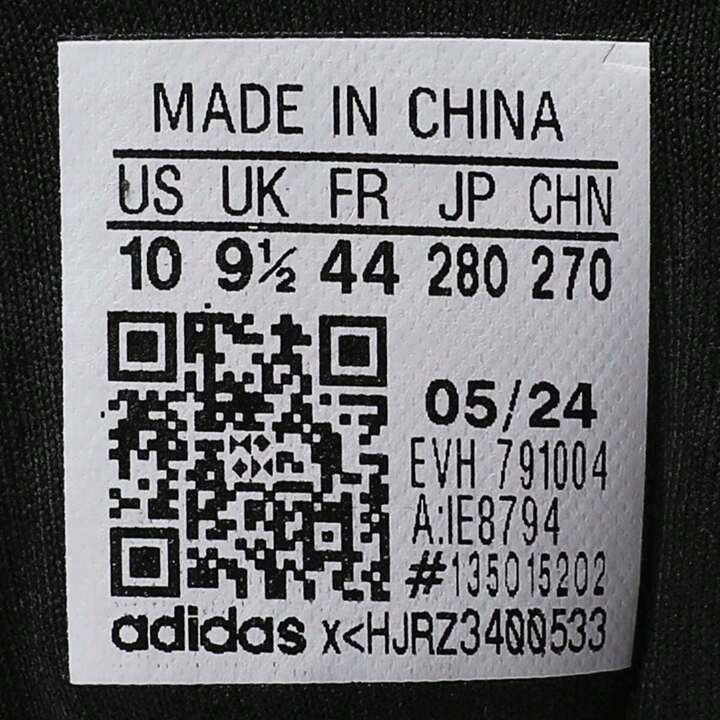 MADE IN CHINA
US UK FR JP CHN
10 9½ 44 280 270
05/24
EVH 791004
A:IE8794
#135015202
adidas x<HJRZ3400533